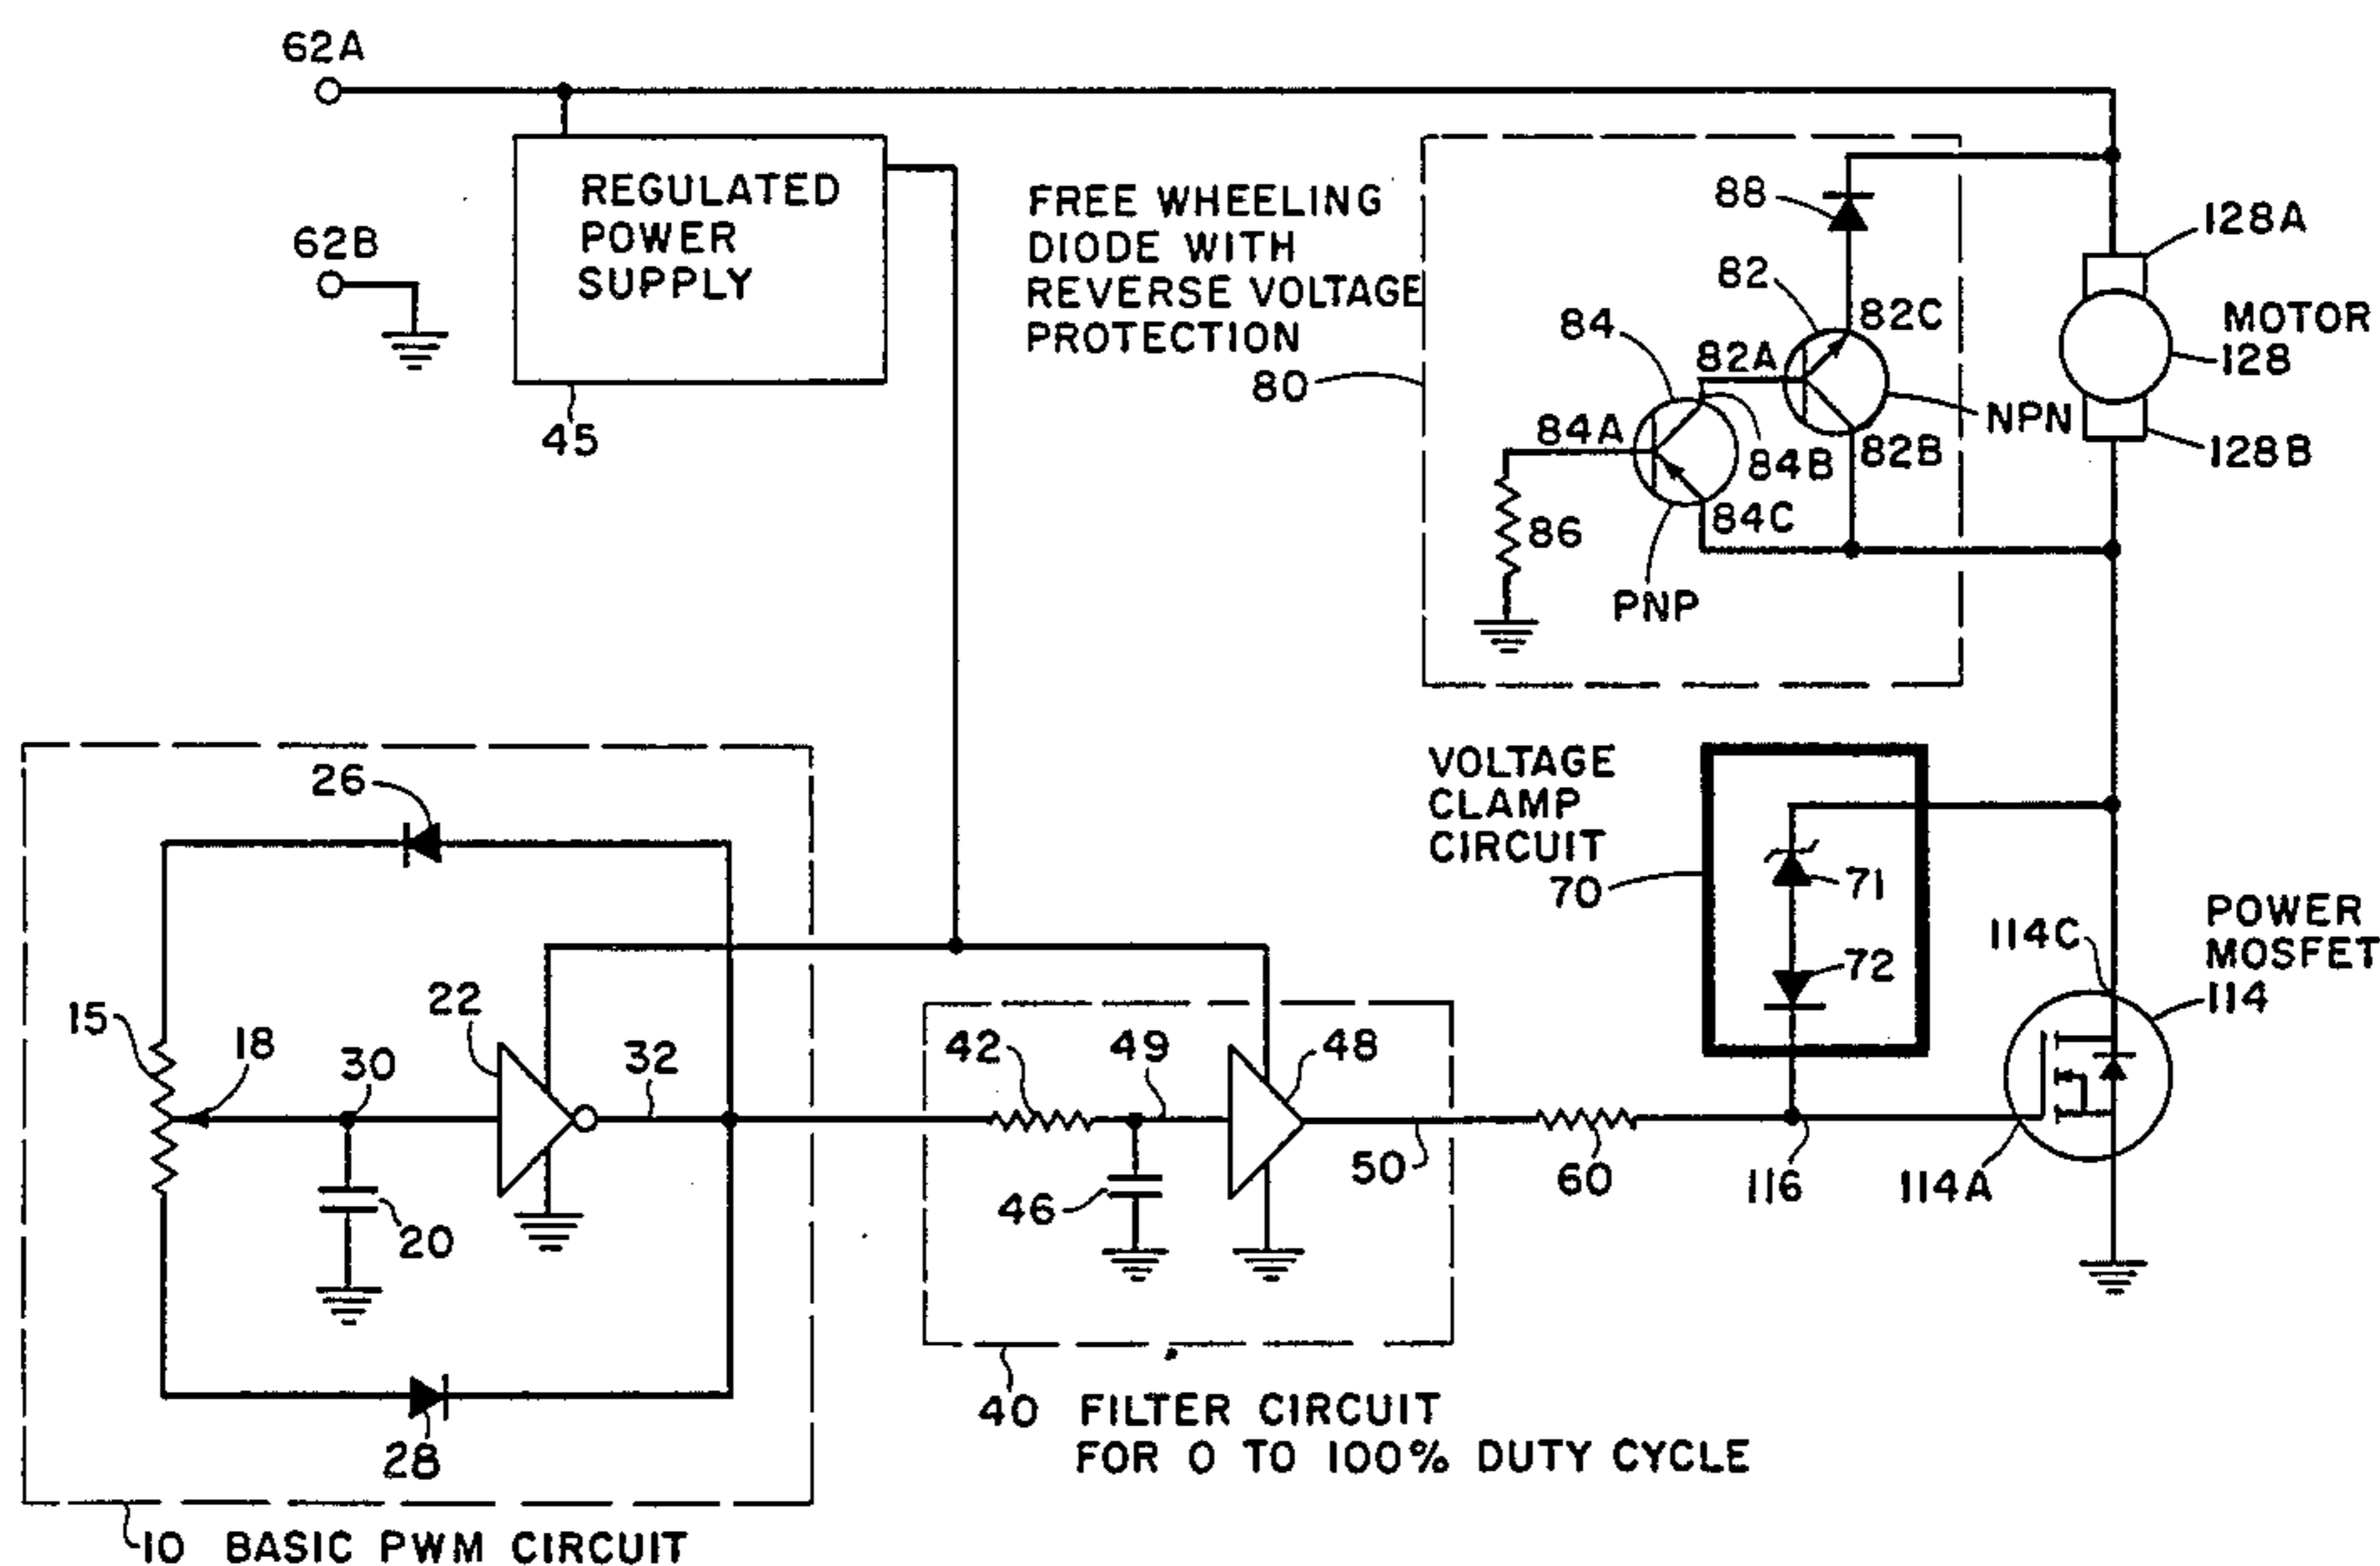 62A
62B
REGULATED
POWER
SUPPLY
45
FREE WHEELING
DIODE WITH
REVERSE VOLTAGE
PROTECTION
80
88
82
82C
84
82A
84A
84B
82B
NPN
84C
86
PNP
128A
MOTOR
128
128B
26
22
15
18
30
32
20
28
10 BASIC PWM CIRCUIT
42
49
48
46
50
40 FILTER CIRCUIT
FOR 0 TO 100% DUTY CYCLE
60
VOLTAGE
CLAMP
CIRCUIT
70
71
72
116
114A
114C
POWER
MOSFET
114